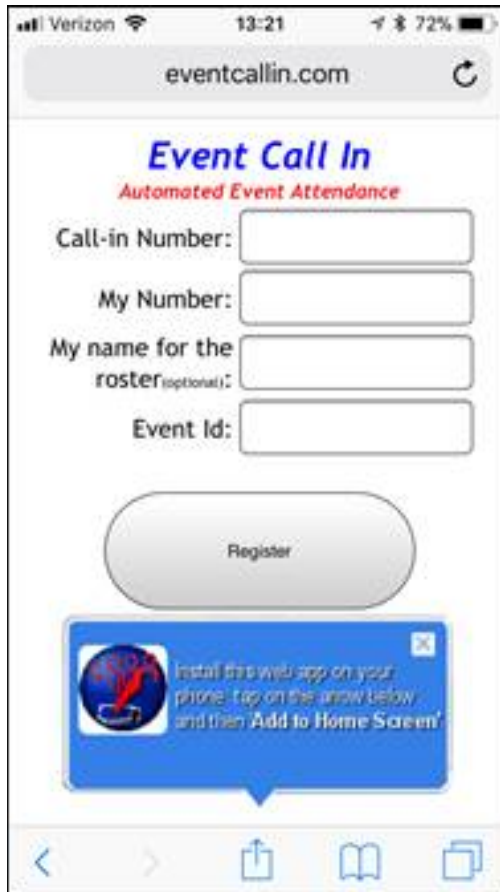 Verizon 13:21 72%
eventcallin.com
Event Call In
Automated Event Attendance
Call-in Number:
My Number:
My name for the
roster(optional):
Event Id:
Register
Install this web app on your
phone. tap on the arrow below
and then 'Add to Home Screen'